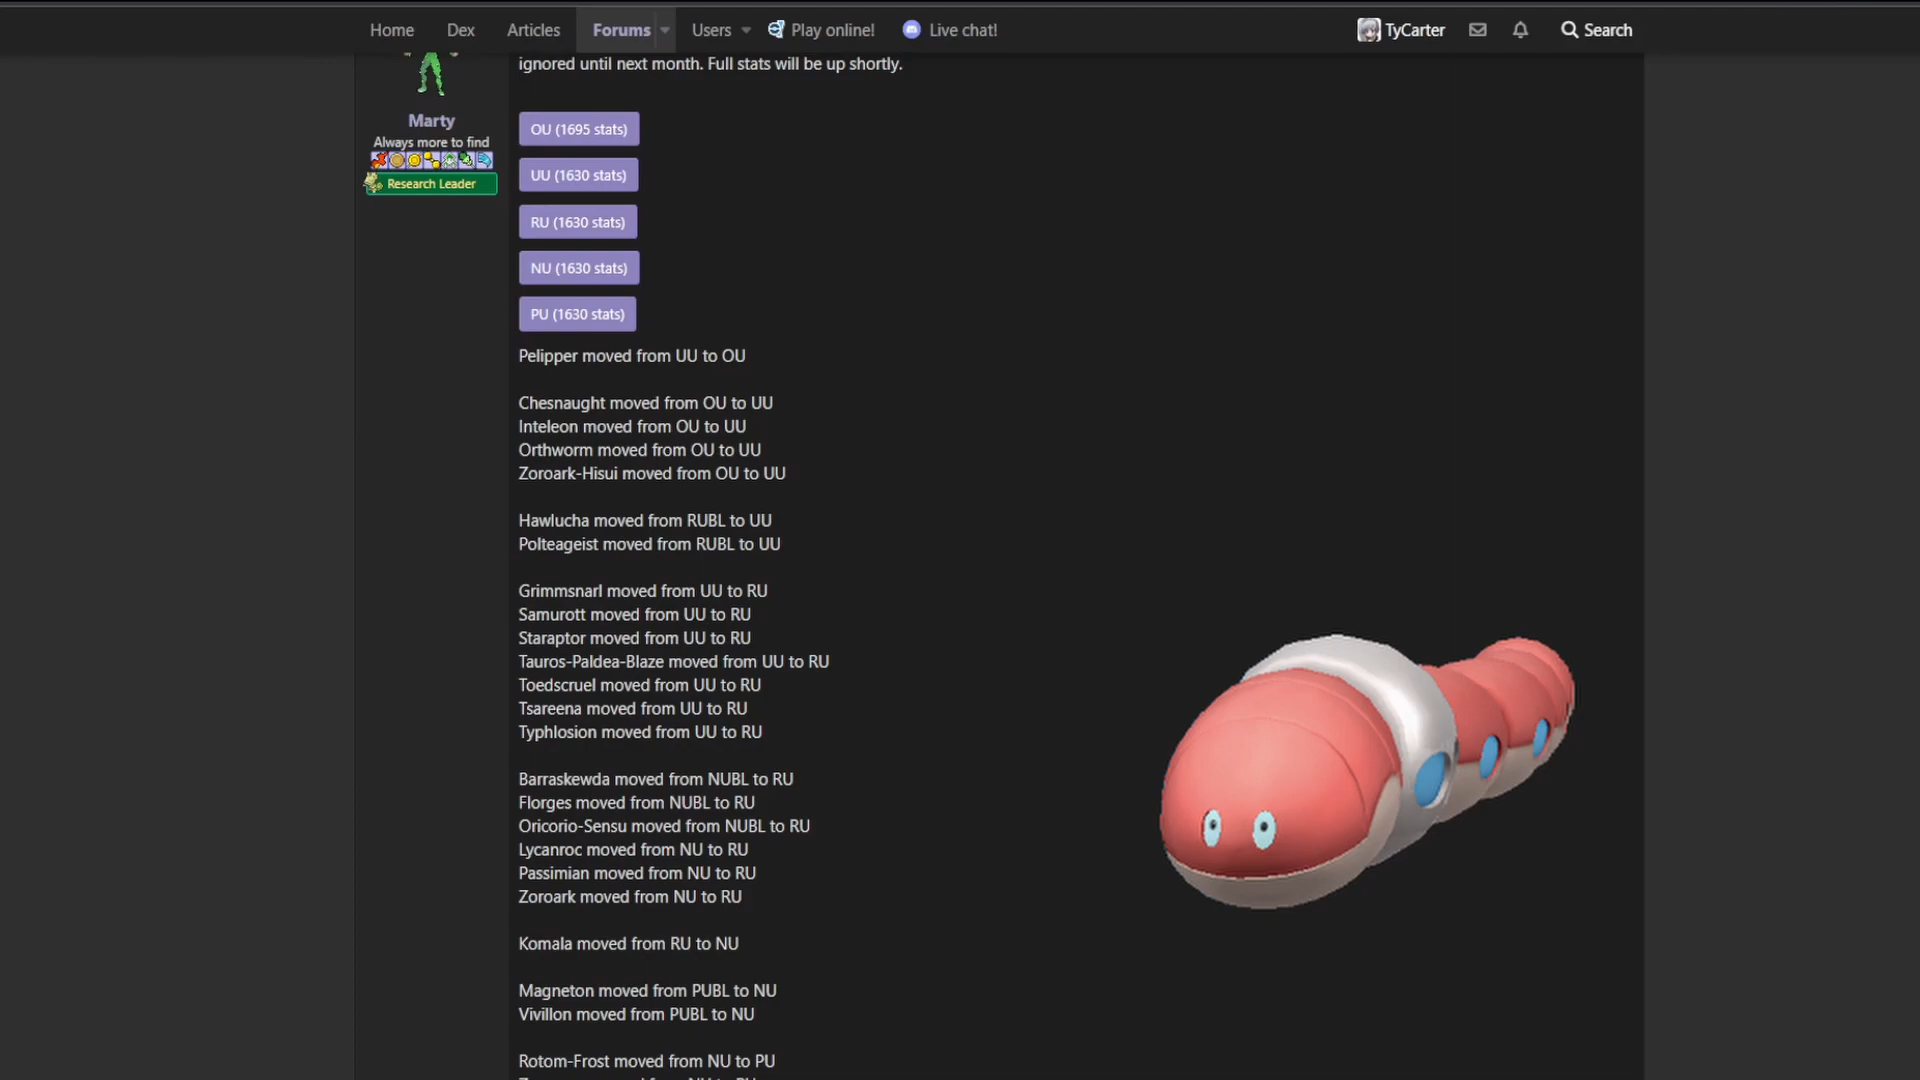 Home Dex Articles Forums Users Play online! Live chat! TyCarter Search
ignored until next month. Full stats will be up shortly.
Marty
Always more to find
Research Leader
OU (1695 stats)
UU (1630 stats)
RU (1630 stats)
NU (1630 stats)
PU (1630 stats)
Pelipper moved from UU to OU
Chesnaught moved from OU to UU
Inteleon moved from OU to UU
Orthworm moved from OU to UU
Zoroark-Hisui moved from OU to UU
Hawlucha moved from RUBL to UU
Polteageist moved from RUBL to UU
Grimmsnarl moved from UU to RU
Samurott moved from UU to RU
Staraptor moved from UU to RU
Tauros-Paldea-Blaze moved from UU to RU
Toedscruel moved from UU to RU
Tsareena moved from UU to RU
Typhlosion moved from UU to RU
Barraskewda moved from NUBL to RU
Florges moved from NUBL to RU
Oricorio-Sensu moved from NUBL to RU
Lycanroc moved from NU to RU
Passimian moved from NU to RU
Zoroark moved from NU to RU
Komala moved from RU to NU
Magneton moved from PUBL to NU
Vivillon moved from PUBL to NU
Rotom-Frost moved from NU to PU